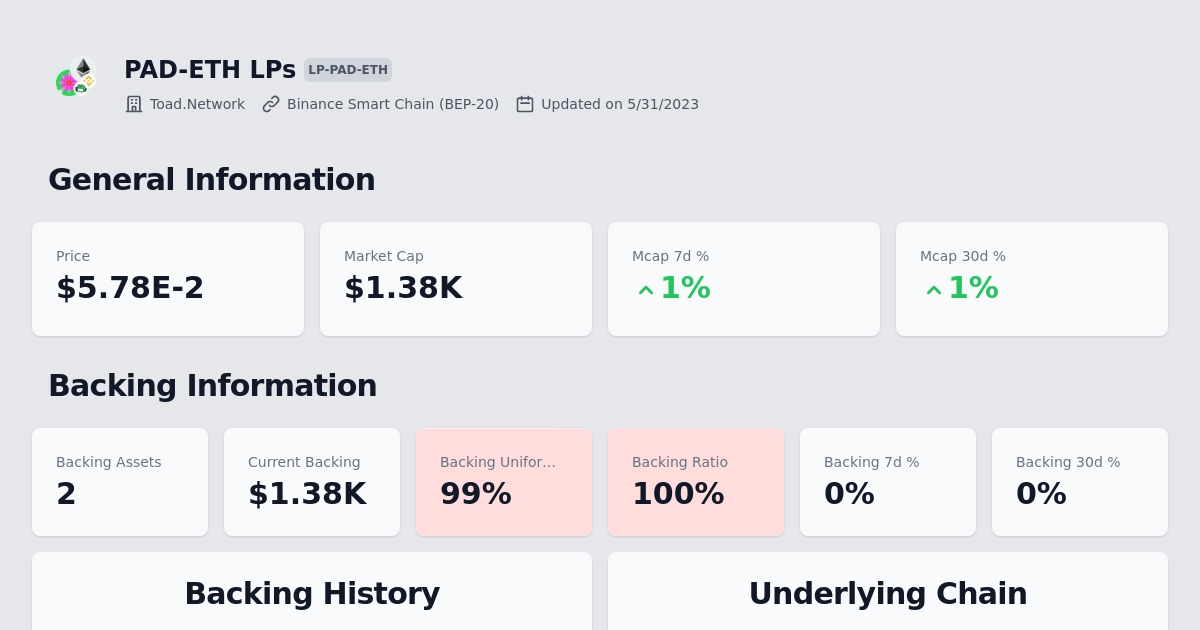 PAD-ETH LPs LP-PAD-ETH
Toad.Network Binance Smart Chain (BEP-20) Updated on 5/31/2023
General Information
Price
$5.78E-2
Market Cap
$1.38K
Mcap 7d %
1%
Mcap 30d %
1%
Backing Information
Backing Assets
2
Current Backing
$1.38K
Backing Unifor...
99%
Backing Ratio
100%
Backing 7d %
0%
Backing 30d %
0%
Backing History
Underlying Chain